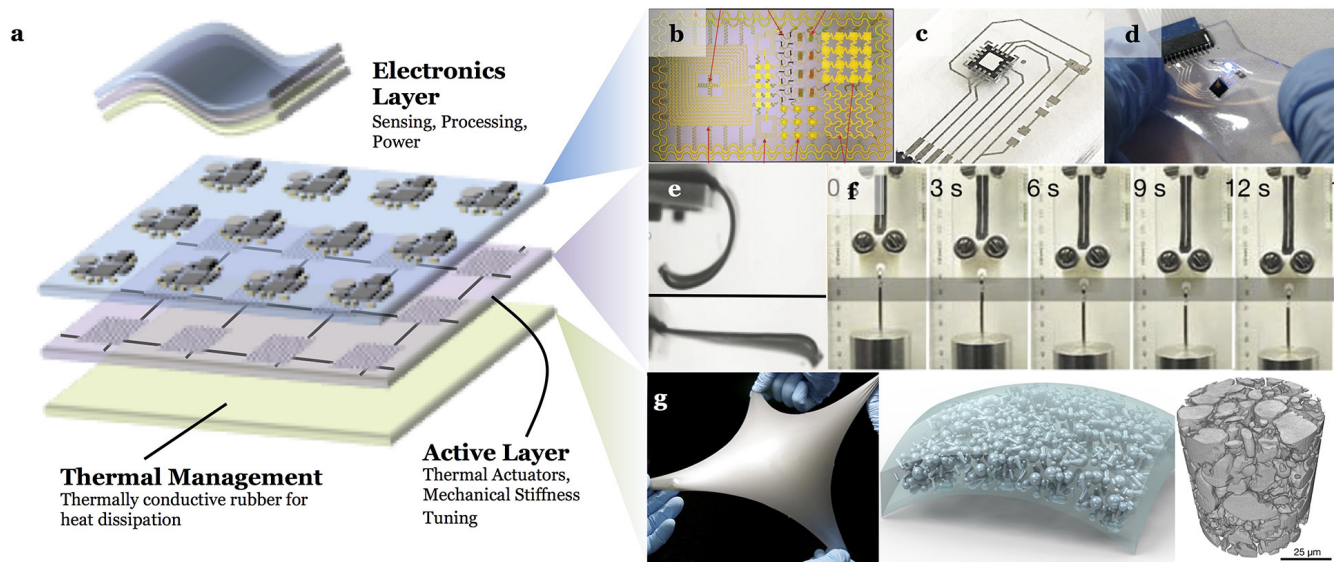 a
Electronics
Layer
Sensing, Processing,
Power
Thermal Management
Thermally conductive rubber for
heat dissipation
Active Layer
Thermal Actuators,
Mechanical Stiffness
Tuning
b
c
d
e
0 s
f
3 s
6 s
9 s
12 s
g
25 µm